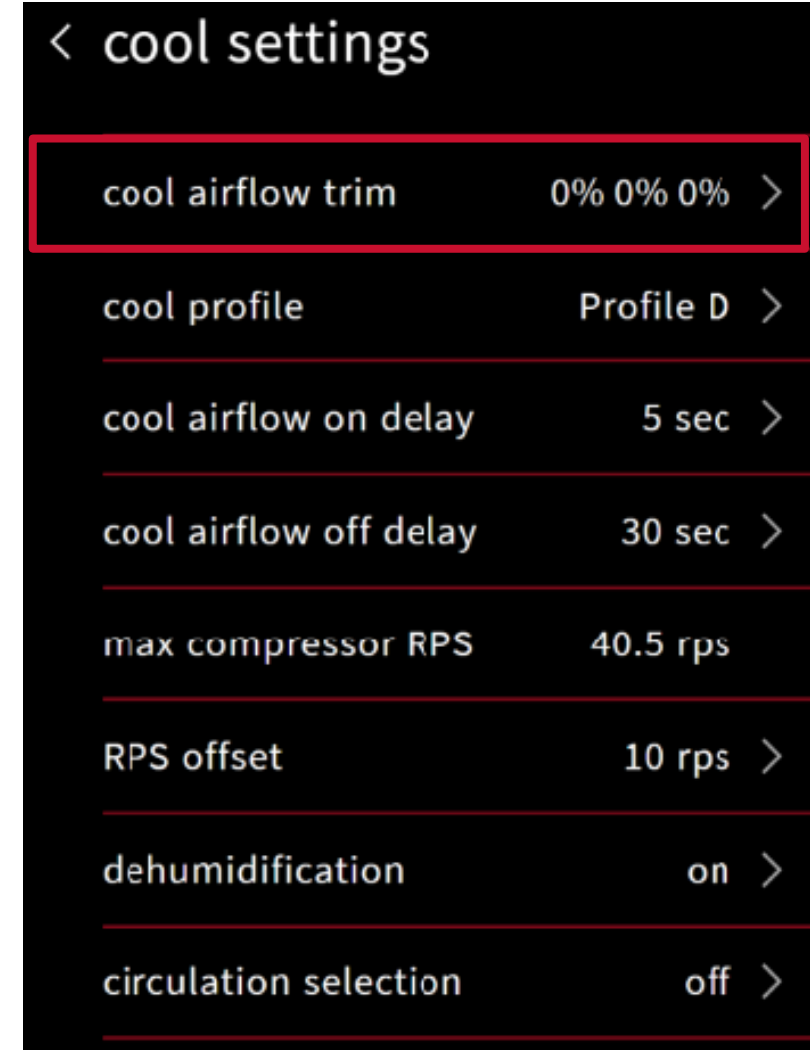 cool settings
cool airflow trim 0% 0% 0%
cool profile Profile D
cool airflow on delay 5 sec
cool airflow off delay 30 sec
max compressor RPS 40.5 rps
RPS offset 10 rps
dehumidification on
circulation selection off